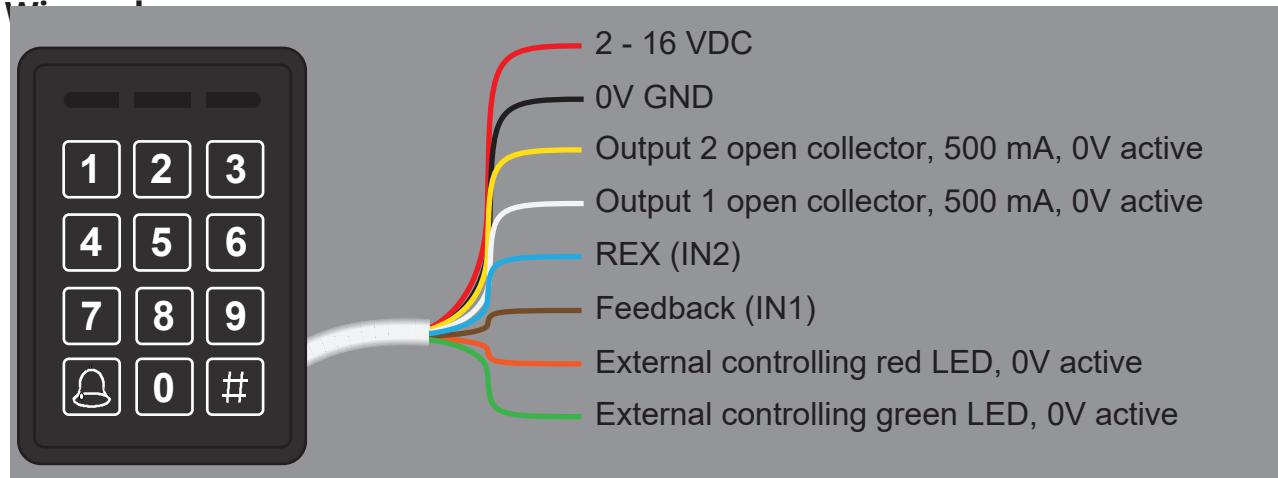 2 - 16 VDC
0V GND
Output 2 open collector, 500 mA, 0V active
Output 1 open collector, 500 mA, 0V active
REX (IN2)
Feedback (IN1)
External controlling red LED, 0V active
External controlling green LED, 0V active
1 2 3
4 5 6
7 8 9
0 #